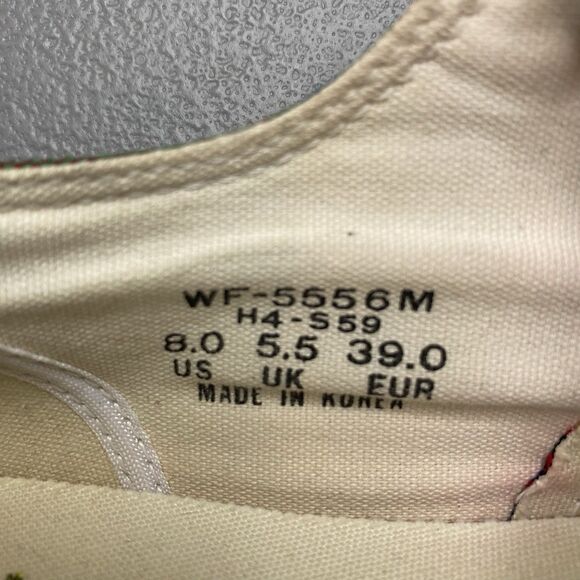 WF-5556M
H4-S59
8.0 5.5 39.0
US UK EUR
MADE IN KOREA